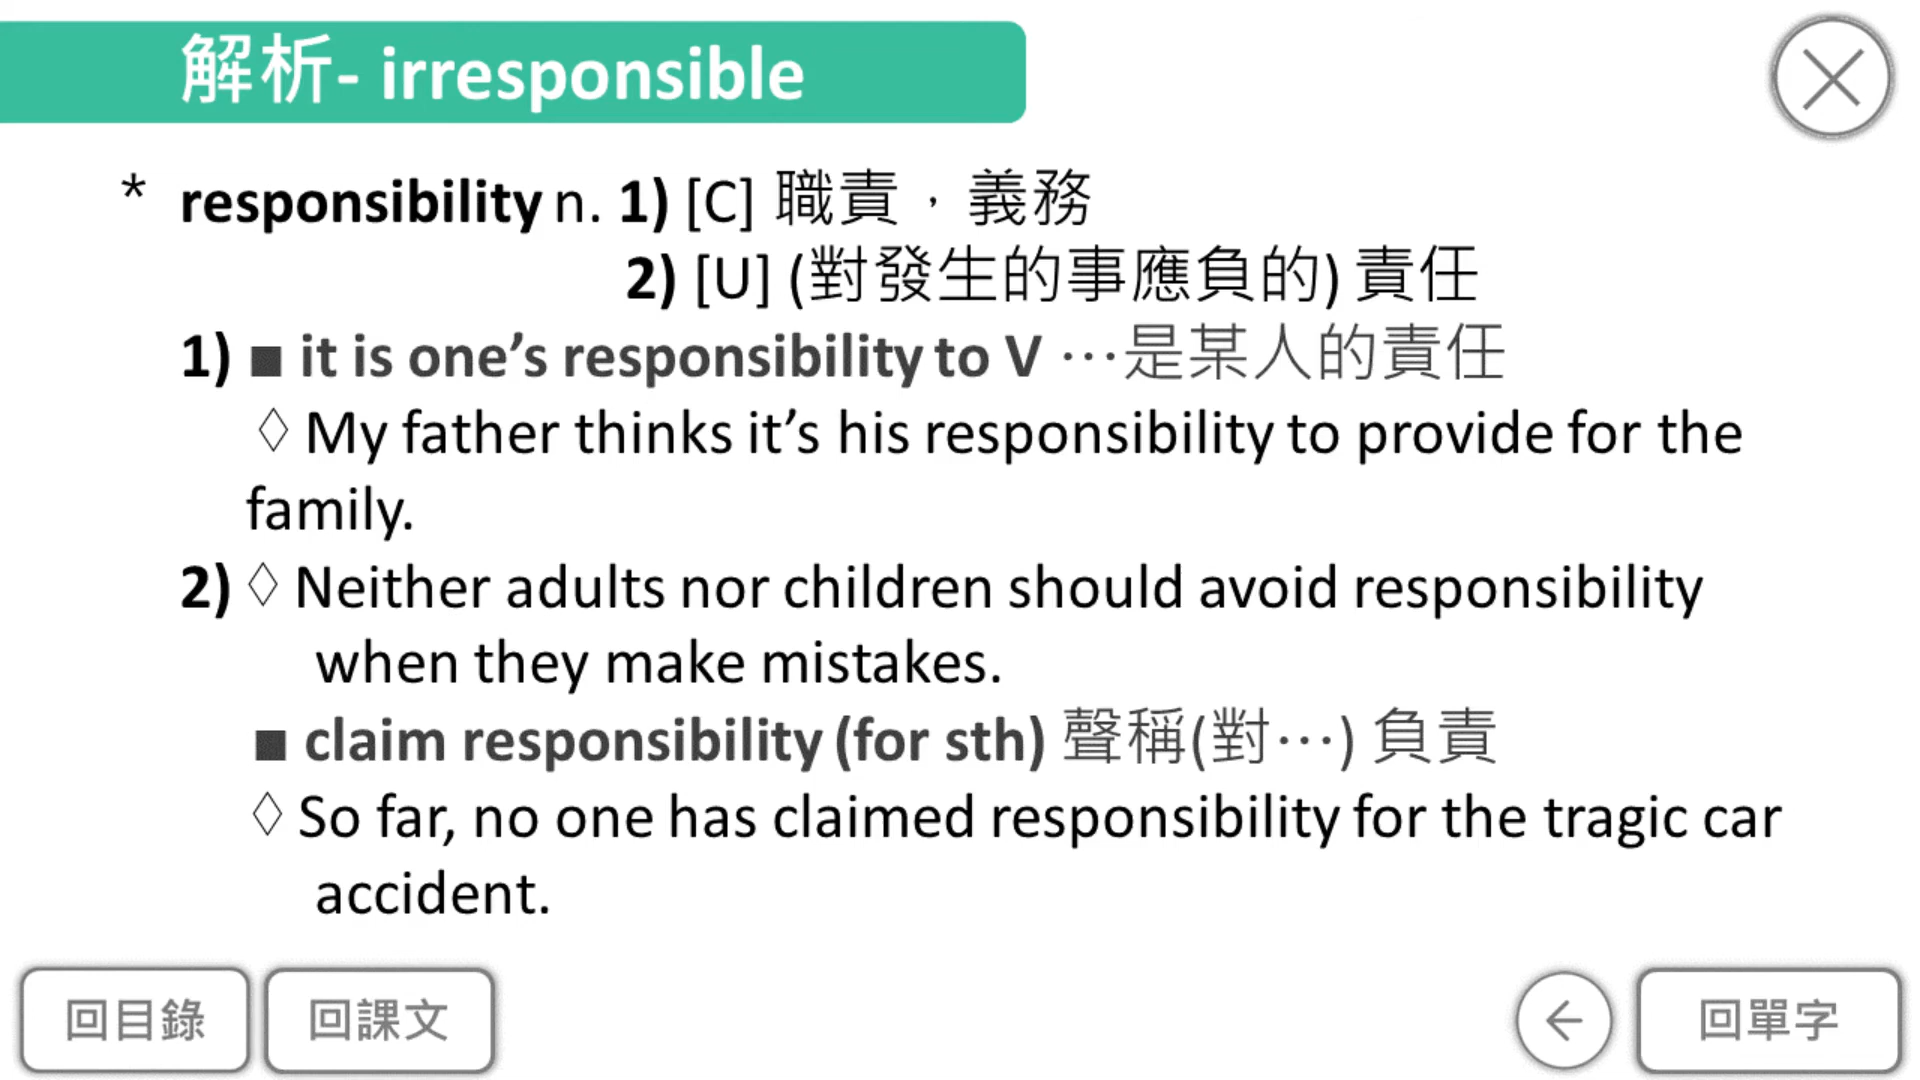 解析- irresponsible
* responsibility n. 1) [C] 職責，義務
2) [U] (對發生的事應負的) 責任
1) ■ it is one’s responsibility to V …是某人的責任
◊ My father thinks it’s his responsibility to provide for the
family.
2) ◊ Neither adults nor children should avoid responsibility
when they make mistakes.
■ claim responsibility (for sth) 聲稱(對…) 負責
◊ So far, no one has claimed responsibility for the tragic car
accident.
回目錄 回課文 回單字